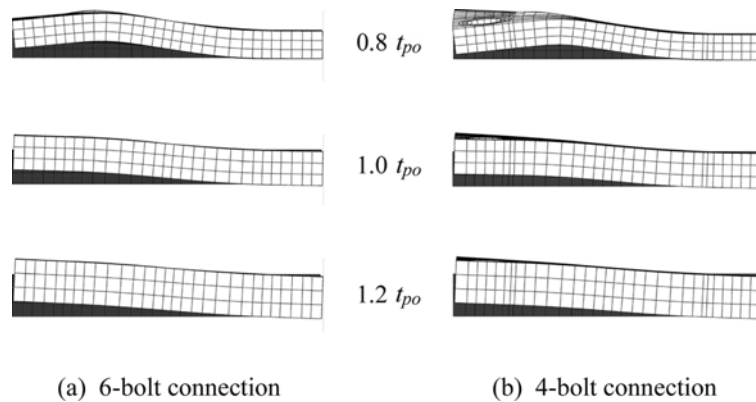 0.8 tpo
1.0 tpo
1.2 tpo
(a) 6-bolt connection
(b) 4-bolt connection